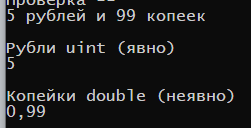 Проверка ==
5 рублей и 99 копеек
Рубли uint (явно)
5
Копейки double (неявно)
0,99